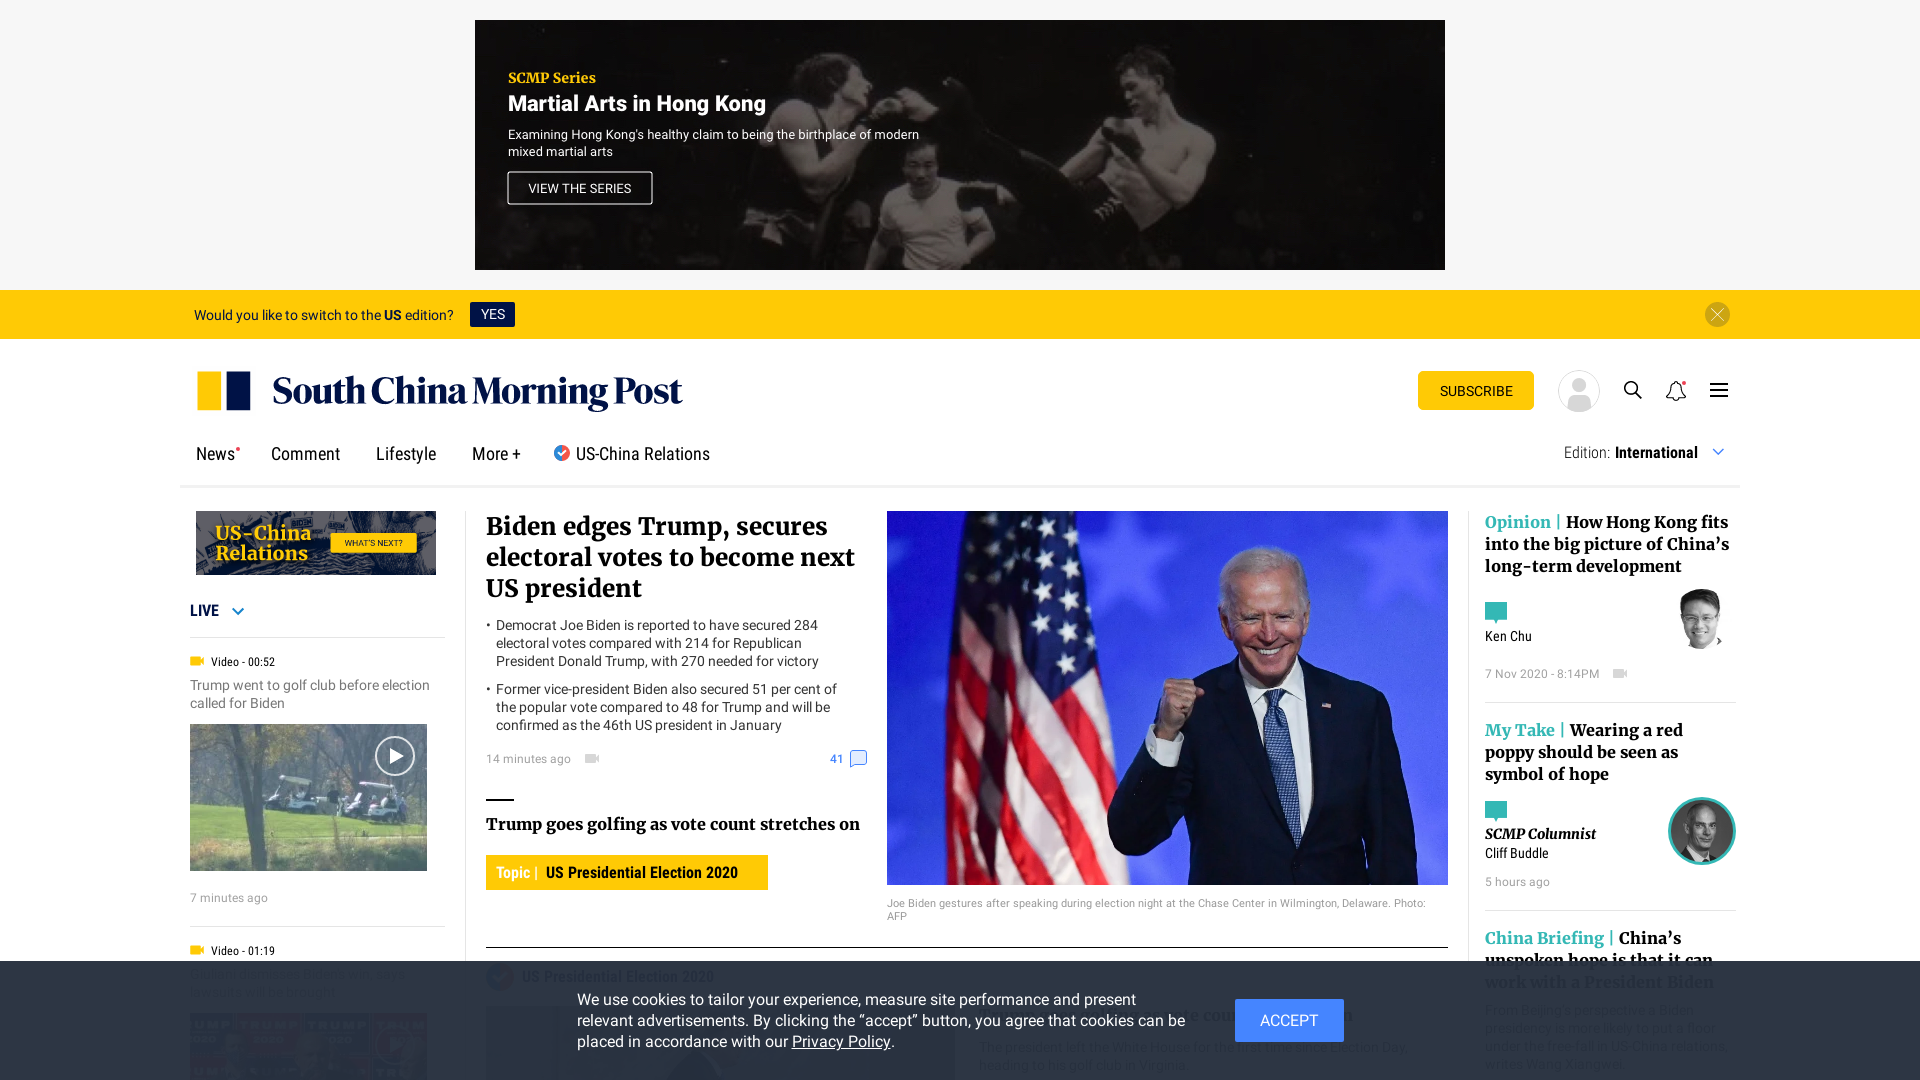 SCMP Series
Martial Arts in Hong Kong
Examining Hong Kong's healthy claim to being the birthplace of modern
mixed martial arts
VIEW THE SERIES
Would you like to switch to the US edition?
YES
South China Morning Post
SUBSCRIBE
News
Comment
Lifestyle
More +
US-China Relations
Edition: International
US-China
Relations
WHAT'S NEXT?
LIVE
Video - 00:52
Trump went to golf club before election
called for Biden
7 minutes ago
Video - 01:19
Biden edges Trump, secures
electoral votes to become next
US president
• Democrat Joe Biden is reported to have secured 284
electoral votes compared with 214 for Republican
President Donald Trump, with 270 needed for victory
• Former vice-president Biden also secured 51 per cent of
the popular vote compared to 48 for Trump and will be
confirmed as the 46th US president in January
14 minutes ago
41
Trump goes golfing as vote count stretches on
Topic | US Presidential Election 2020
Joe Biden gestures after speaking during election night at the Chase Center in Wilmington, Delaware. Photo:
AFP
US Presidential Election 2020
Opinion | How Hong Kong fits
into the big picture of China's
long-term development
Ken Chu
7 Nov 2020 - 8:14PM
My Take | Wearing a red
poppy should be seen as
symbol of hope
SCMP Columnist
Cliff Buddle
5 hours ago
China Briefing | China's
unspoken hope is that it can
work with a President Biden
We use cookies to tailor your experience, measure site performance and present
relevant advertisements. By clicking the “accept” button, you agree that cookies can be
placed in accordance with our Privacy Policy.
ACCEPT